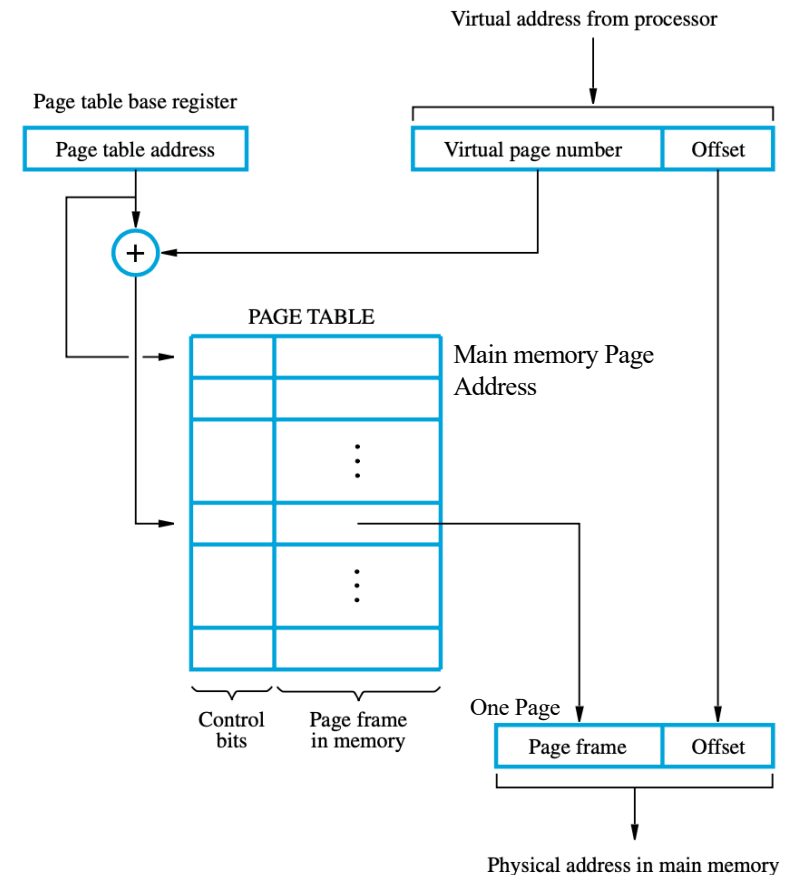 Virtual address from processor
Page table base register
Page table address
Virtual page number
Offset
+
PAGE TABLE
Main memory Page
Address
One Page
Control
bits
Page frame
in memory
Page frame
Offset
Physical address in main memory